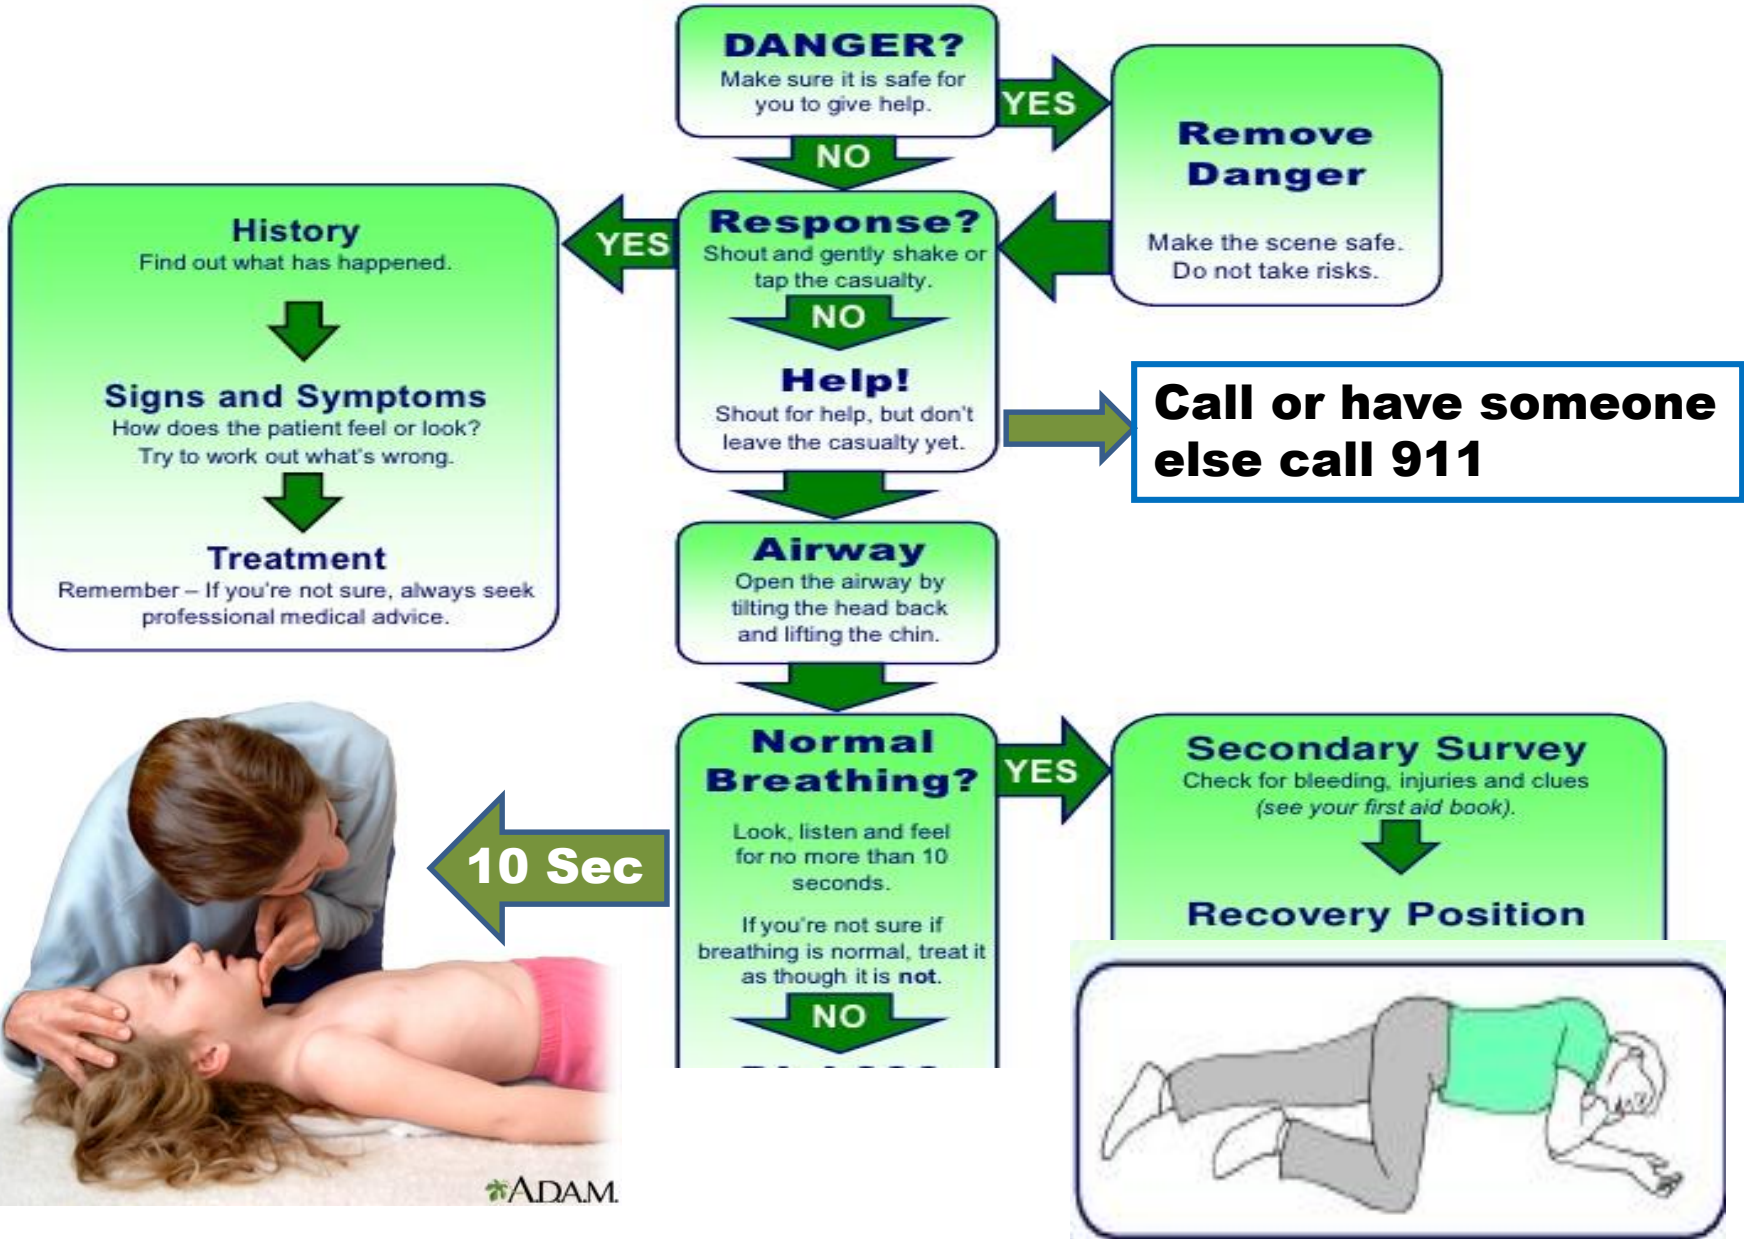 DANGER?
Make sure it is safe for
you to give help.
YES
NO
Remove
Danger
Make the scene safe.
Do not take risks.
Response?
Shout and gently shake or
tap the casualty.
YES
NO
History
Find out what has happened.
Signs and Symptoms
How does the patient feel or look?
Try to work out what's wrong.
Treatment
Remember – If you're not sure, always seek
professional medical advice.
Help!
Shout for help, but don't
leave the casualty yet.
Call or have someone
else call 911
Airway
Open the airway by
tilting the head back
and lifting the chin.
Normal
Breathing?
Look, listen and feel
for no more than 10
seconds.
If you're not sure if
breathing is normal, treat it
as though it is not.
YES
NO
10 Sec
Secondary Survey
Check for bleeding, injuries and clues
(see your first aid book).
Recovery Position
A.D.A.M.